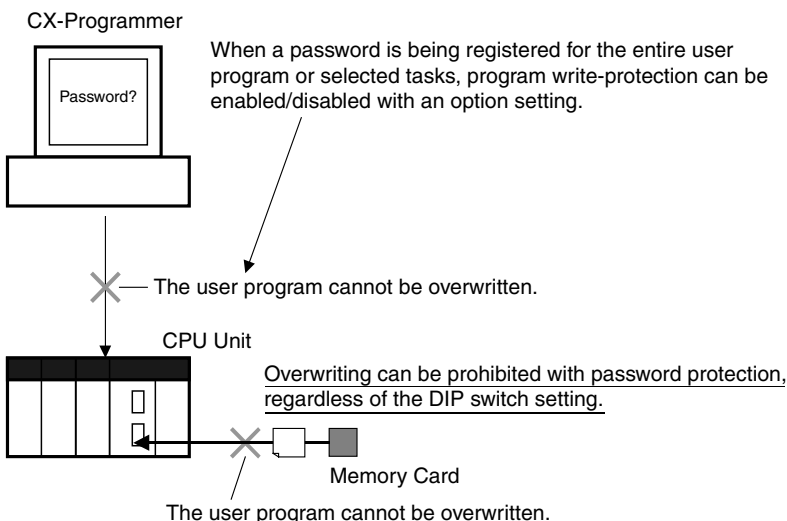 CX-Programmer
When a password is being registered for the entire user
program or selected tasks, program write-protection can be
enabled/disabled with an option setting.
Password?
The user program cannot be overwritten.
CPU Unit
Overwriting can be prohibited with password protection,
regardless of the DIP switch setting.
Memory Card
The user program cannot be overwritten.